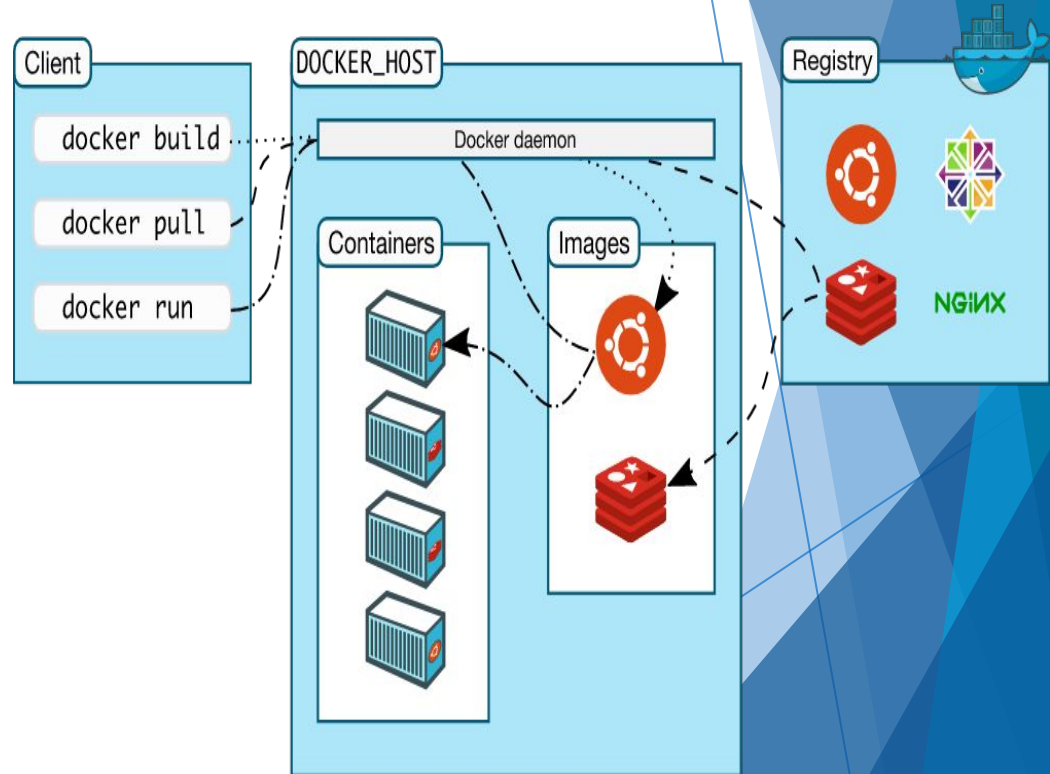 Client
docker build
docker pull
docker run
DOCKER_HOST
Docker daemon
Containers
Images
Registry
NGiNX